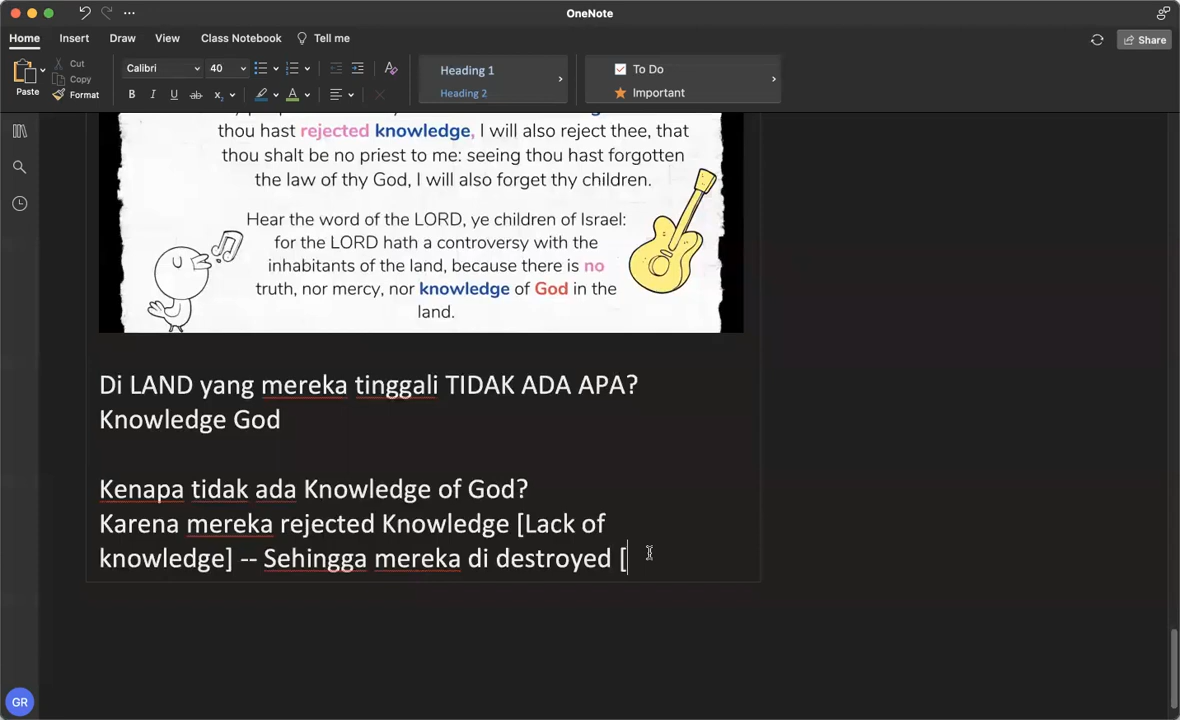 OneNote
Home Insert Draw View Class Notebook Tell me
Share
Paste
Cut
Copy
Format
Calibri 40
B I U ab x₂ A
Heading 1
Heading 2
To Do
Important
thou hast rejected knowledge, I will also reject thee, that
thou shalt be no priest to me: seeing thou hast forgotten
the law of thy God, I will also forget thy children.
Hear the word of the LORD, ye children of Israel:
for the LORD hath a controversy with the
inhabitants of the land, because there is no
truth, nor mercy, nor knowledge of God in the
land.
Di LAND yang mereka tinggali TIDAK ADA APA?
Knowledge God
Kenapa tidak ada Knowledge of God?
Karena mereka rejected Knowledge [Lack of
knowledge] -- Sehingga mereka di destroyed [
GR